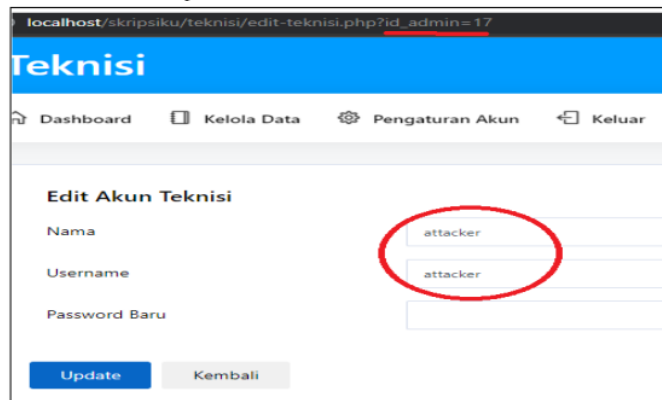 localhost/skripsiku/teknisi/edit-teknisi.php?id_admin=17
Teknisi
Dashboard Kelola Data Pengaturan Akun Keluar
Edit Akun Teknisi
Nama attacker
Username attacker
Password Baru
Update Kembali